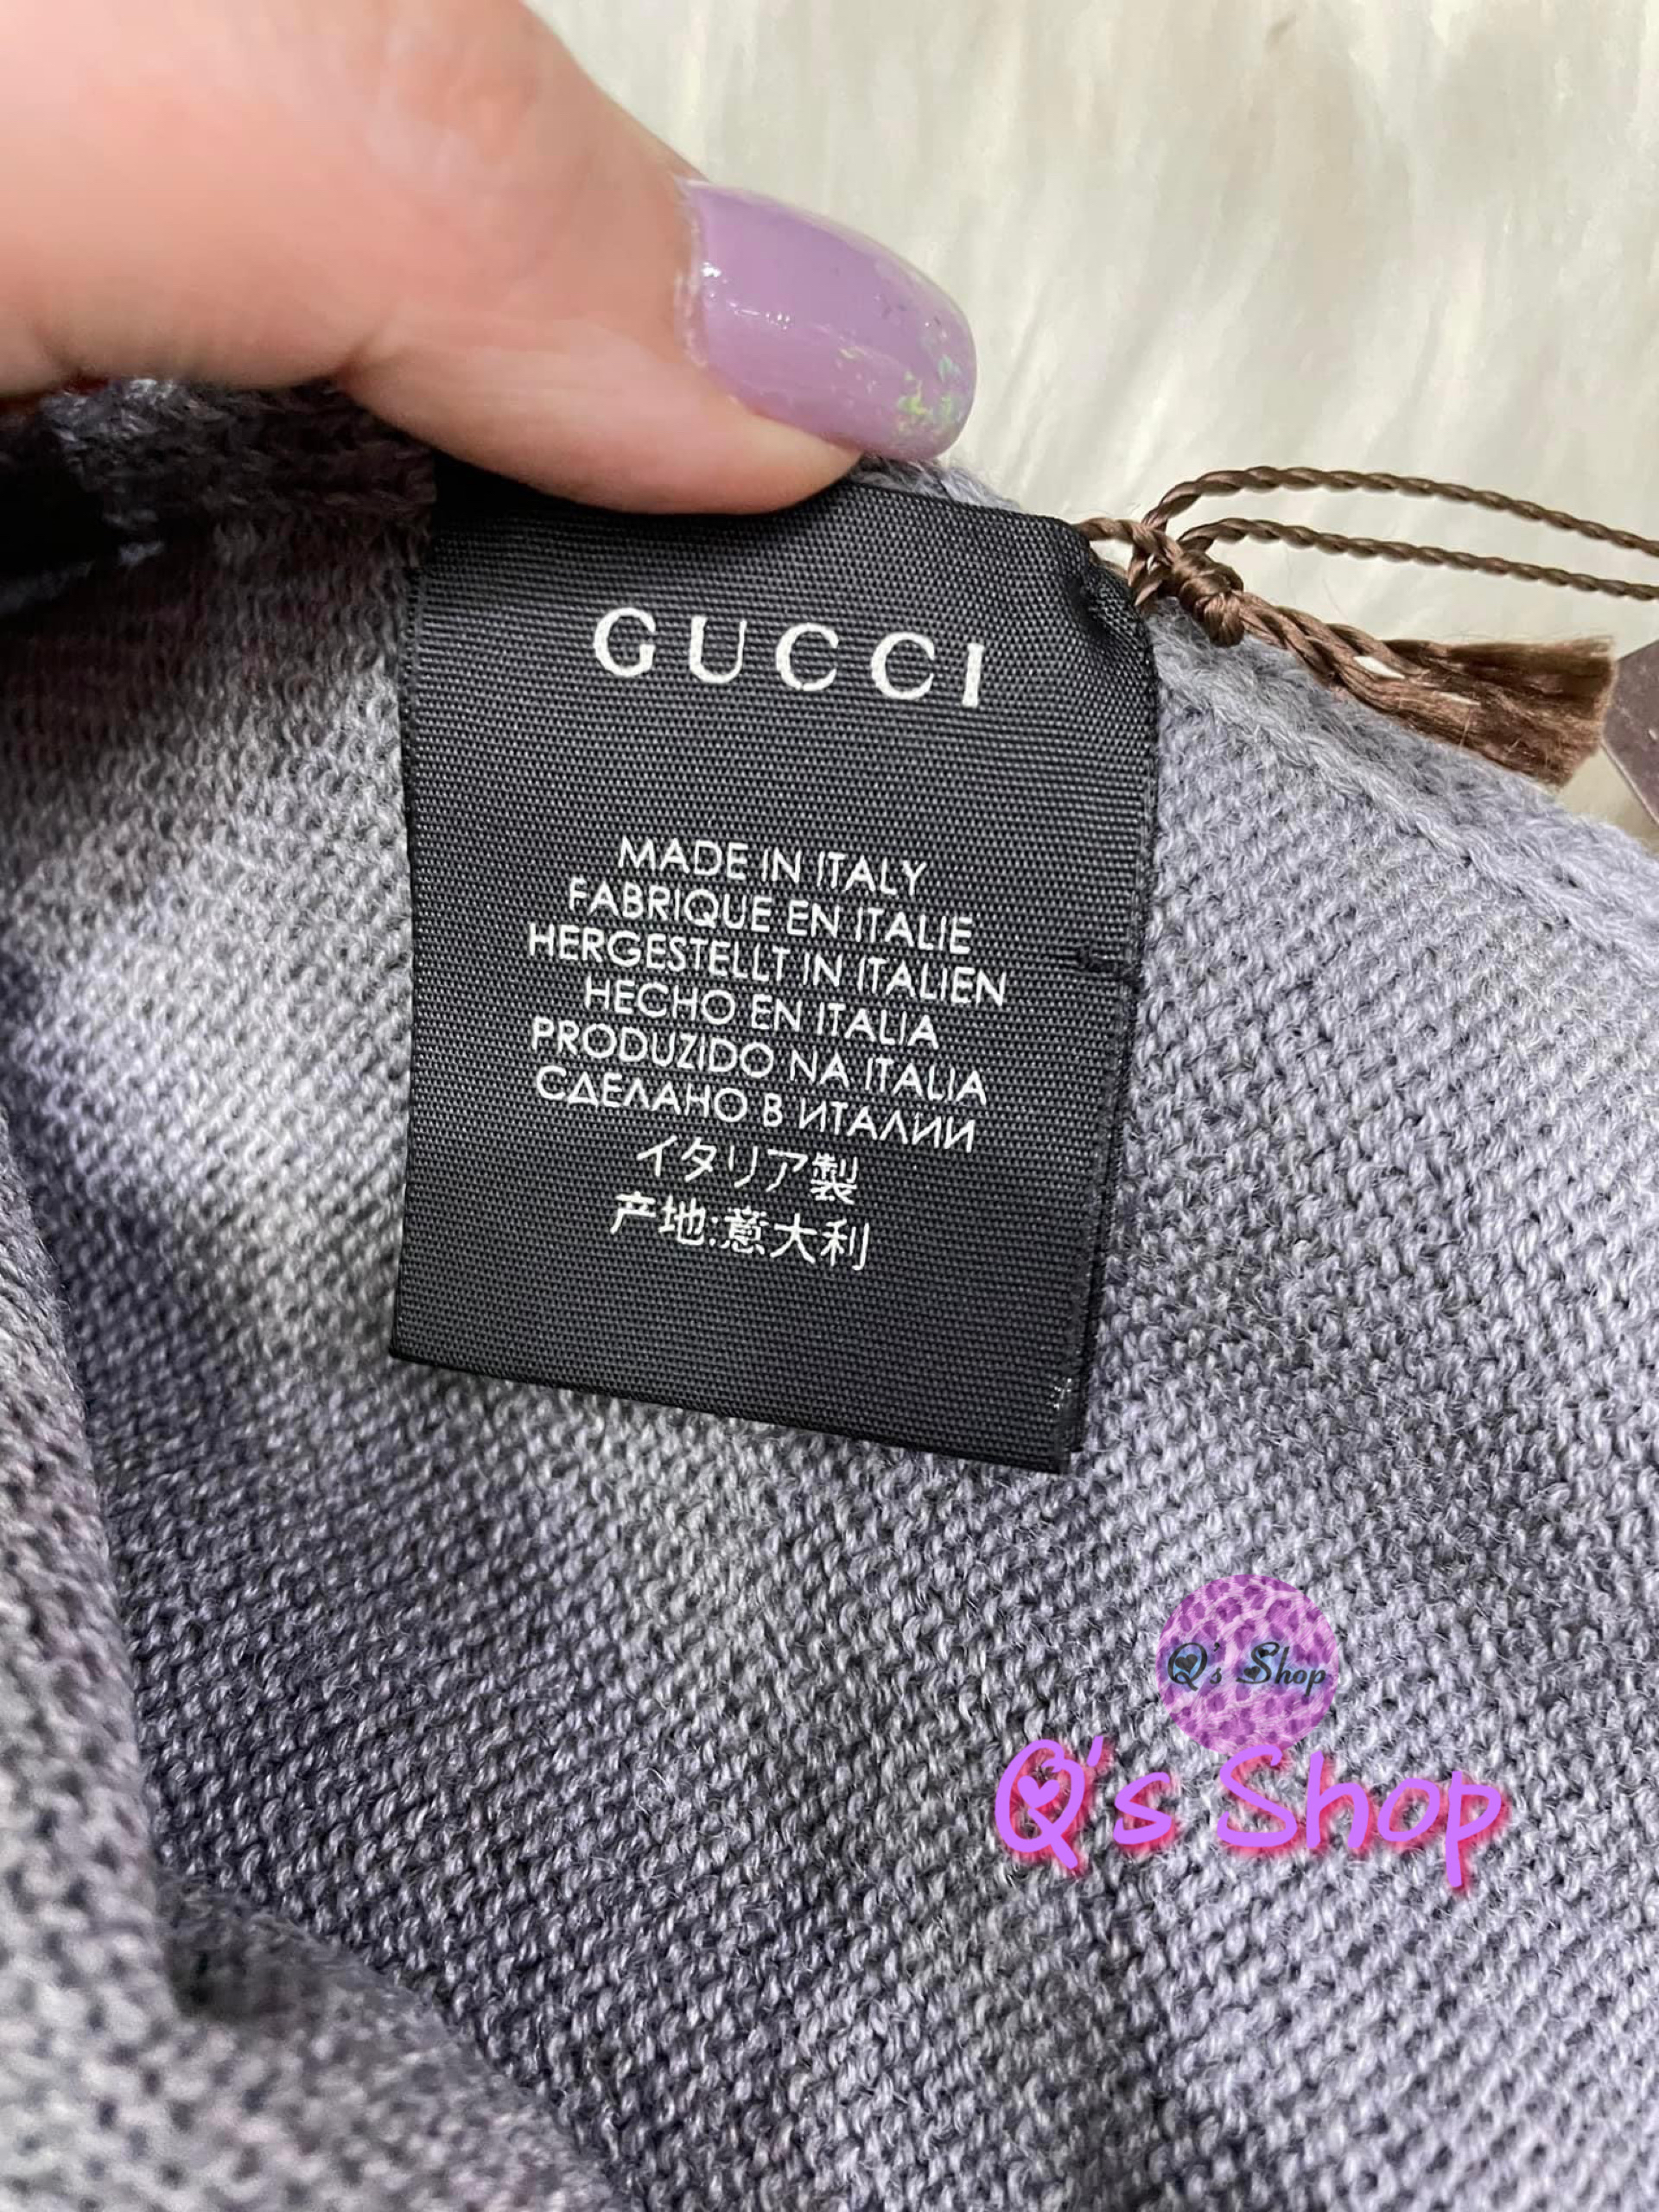 GUCCI
MADE IN ITALY
FABRIQUE EN ITALIE
HERGESTELLT IN ITALIEN
HECHO EN ITALIA
PRODUZIDO NA ITALIA
СДЕЛАНО В ИТАЛИИ
イタリア製
产地:意大利
Q's Shop
Q's Shop